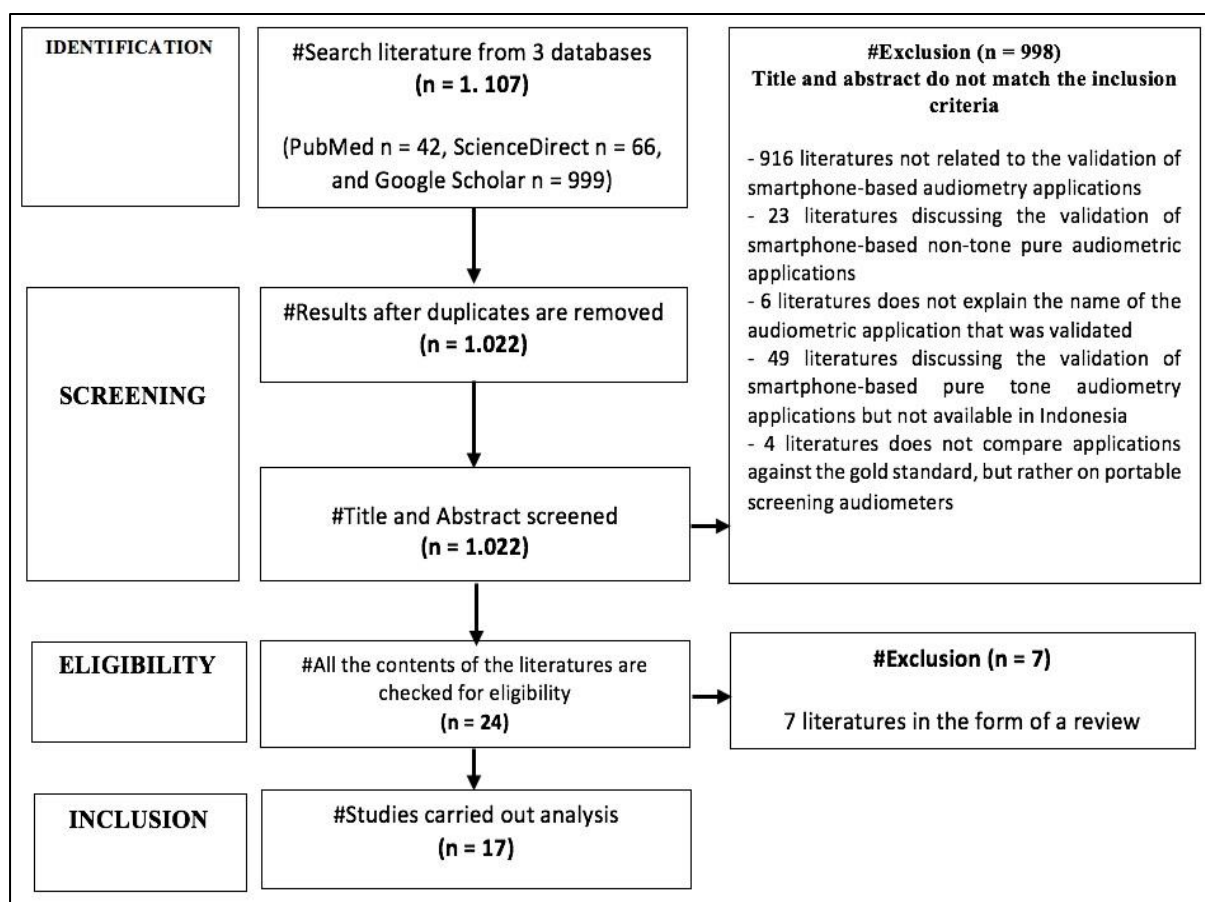 IDENTIFICATION
#Search literature from 3 databases
(n = 1. 107)
(PubMed n = 42, ScienceDirect n = 66,
and Google Scholar n = 999)
#Exclusion (n = 998)
Title and abstract do not match the inclusion
criteria
- 916 literatures not related to the validation of
smartphone-based audiometry applications
- 23 literatures discussing the validation of
smartphone-based non-tone pure audiometric
applications
- 6 literatures does not explain the name of the
audiometric application that was validated
- 49 literatures discussing the validation of
smartphone-based pure tone audiometry
applications but not available in Indonesia
- 4 literatures does not compare applications
against the gold standard, but rather on portable
screening audiometers
SCREENING
#Results after duplicates are removed
(n = 1.022)
#Title and Abstract screened
(n = 1.022)
ELIGIBILITY
#All the contents of the literatures are
checked for eligibility
(n = 24)
#Exclusion (n = 7)
7 literatures in the form of a review
INCLUSION
#Studies carried out analysis
(n = 17)